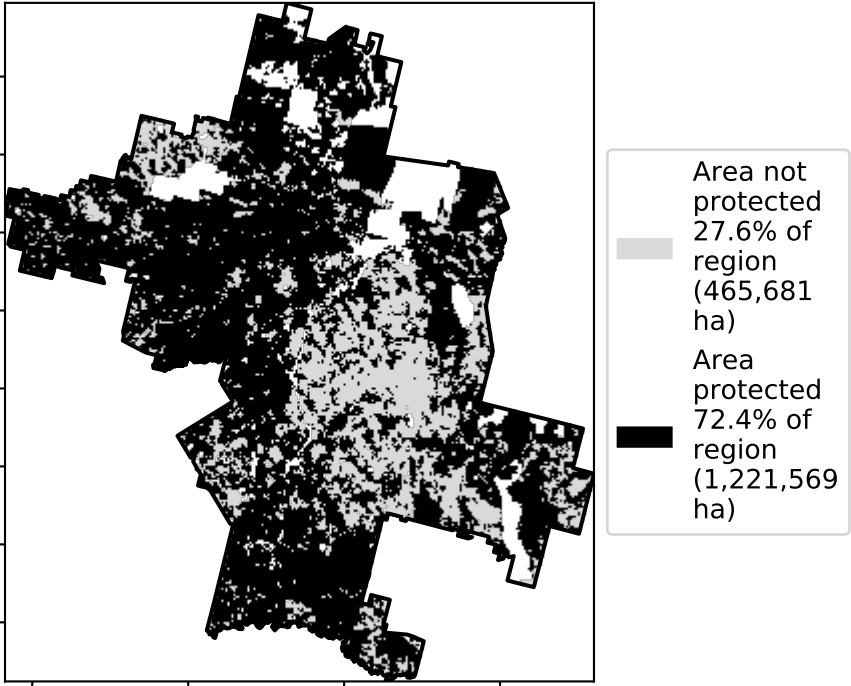 Area not
protected
27.6% of
region
(465,681
ha)
Area
protected
72.4% of
region
(1,221,569
ha)